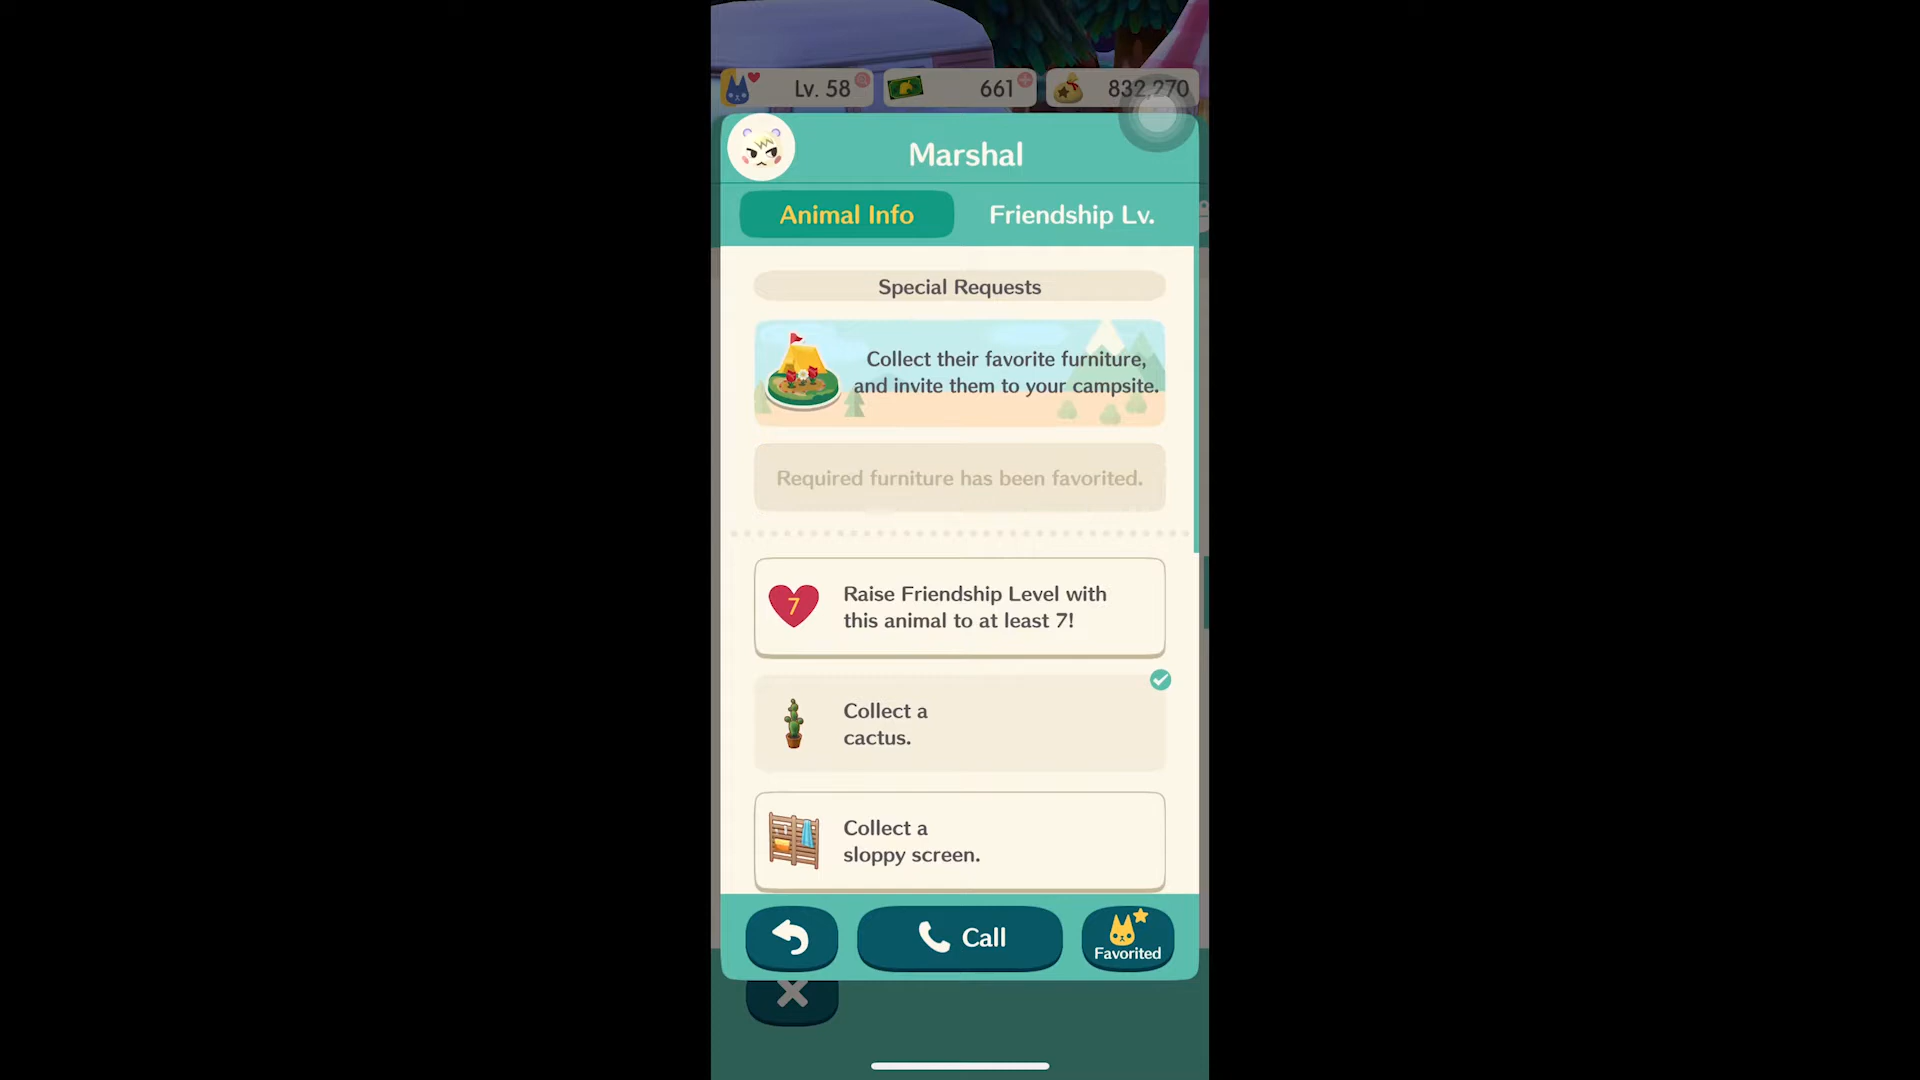 Lv. 58 661 832,270
Marshal
Animal Info Friendship Lv.
Special Requests
Collect their favorite furniture,
and invite them to your campsite.
Required furniture has been favorited.
7
Raise Friendship Level with
this animal to at least 7!
Collect a
cactus.
Collect a
sloppy screen.
Call
Favorited